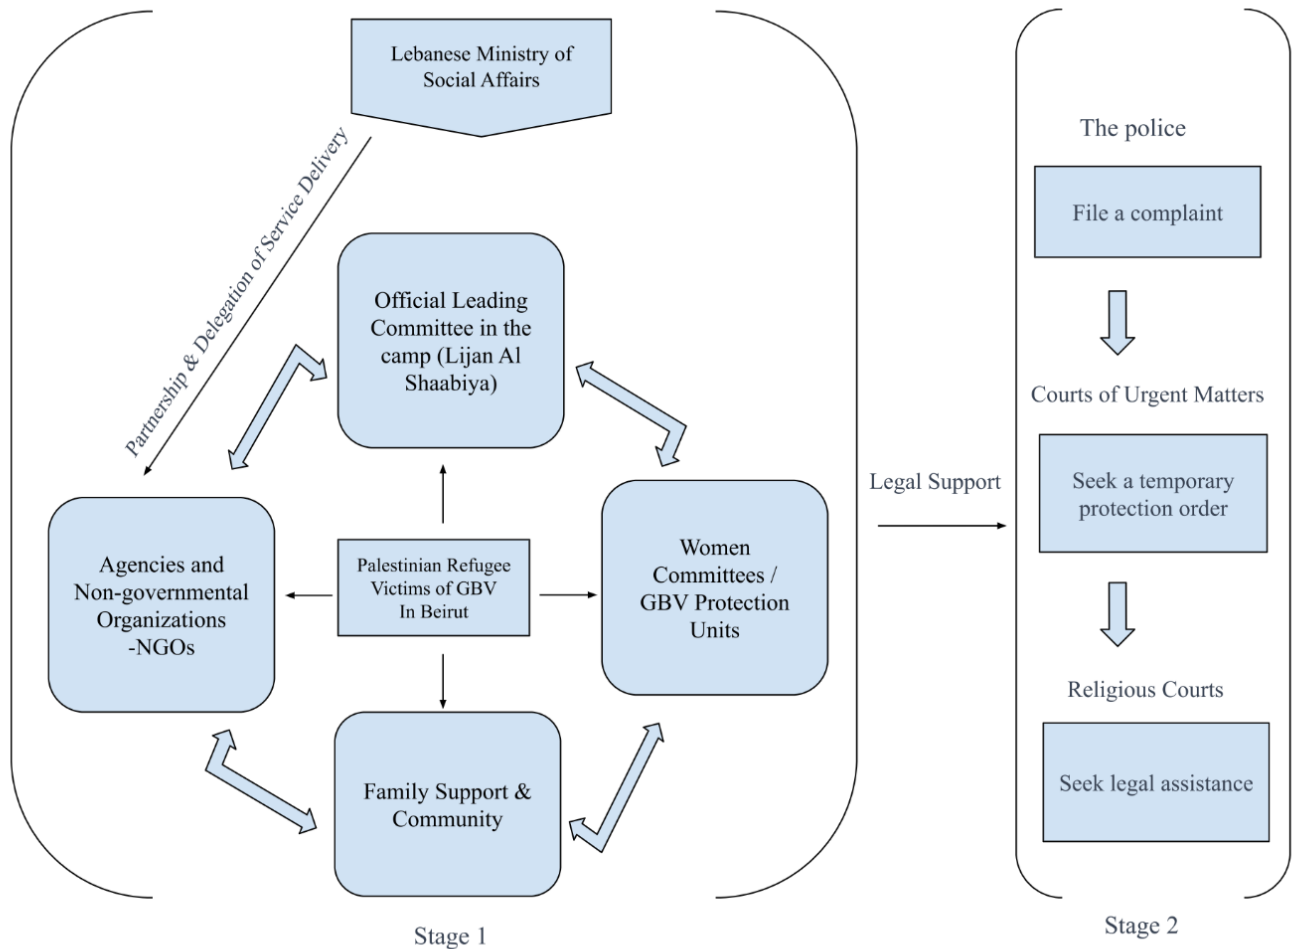 Lebanese Ministry of
Social Affairs
Partnership & Delegation of Service Delivery
Official Leading
Committee in the
camp (Lijan Al
Shaabiya)
Agencies and
Non-governmental
Organizations
-NGOs
Palestinian Refugee
Victims of GBV
In Beirut
Women
Committees /
GBV Protection
Units
Family Support &
Community
Stage 1
Legal Support
The police
File a complaint
Courts of Urgent Matters
Seek a temporary
protection order
Religious Courts
Seek legal assistance
Stage 2